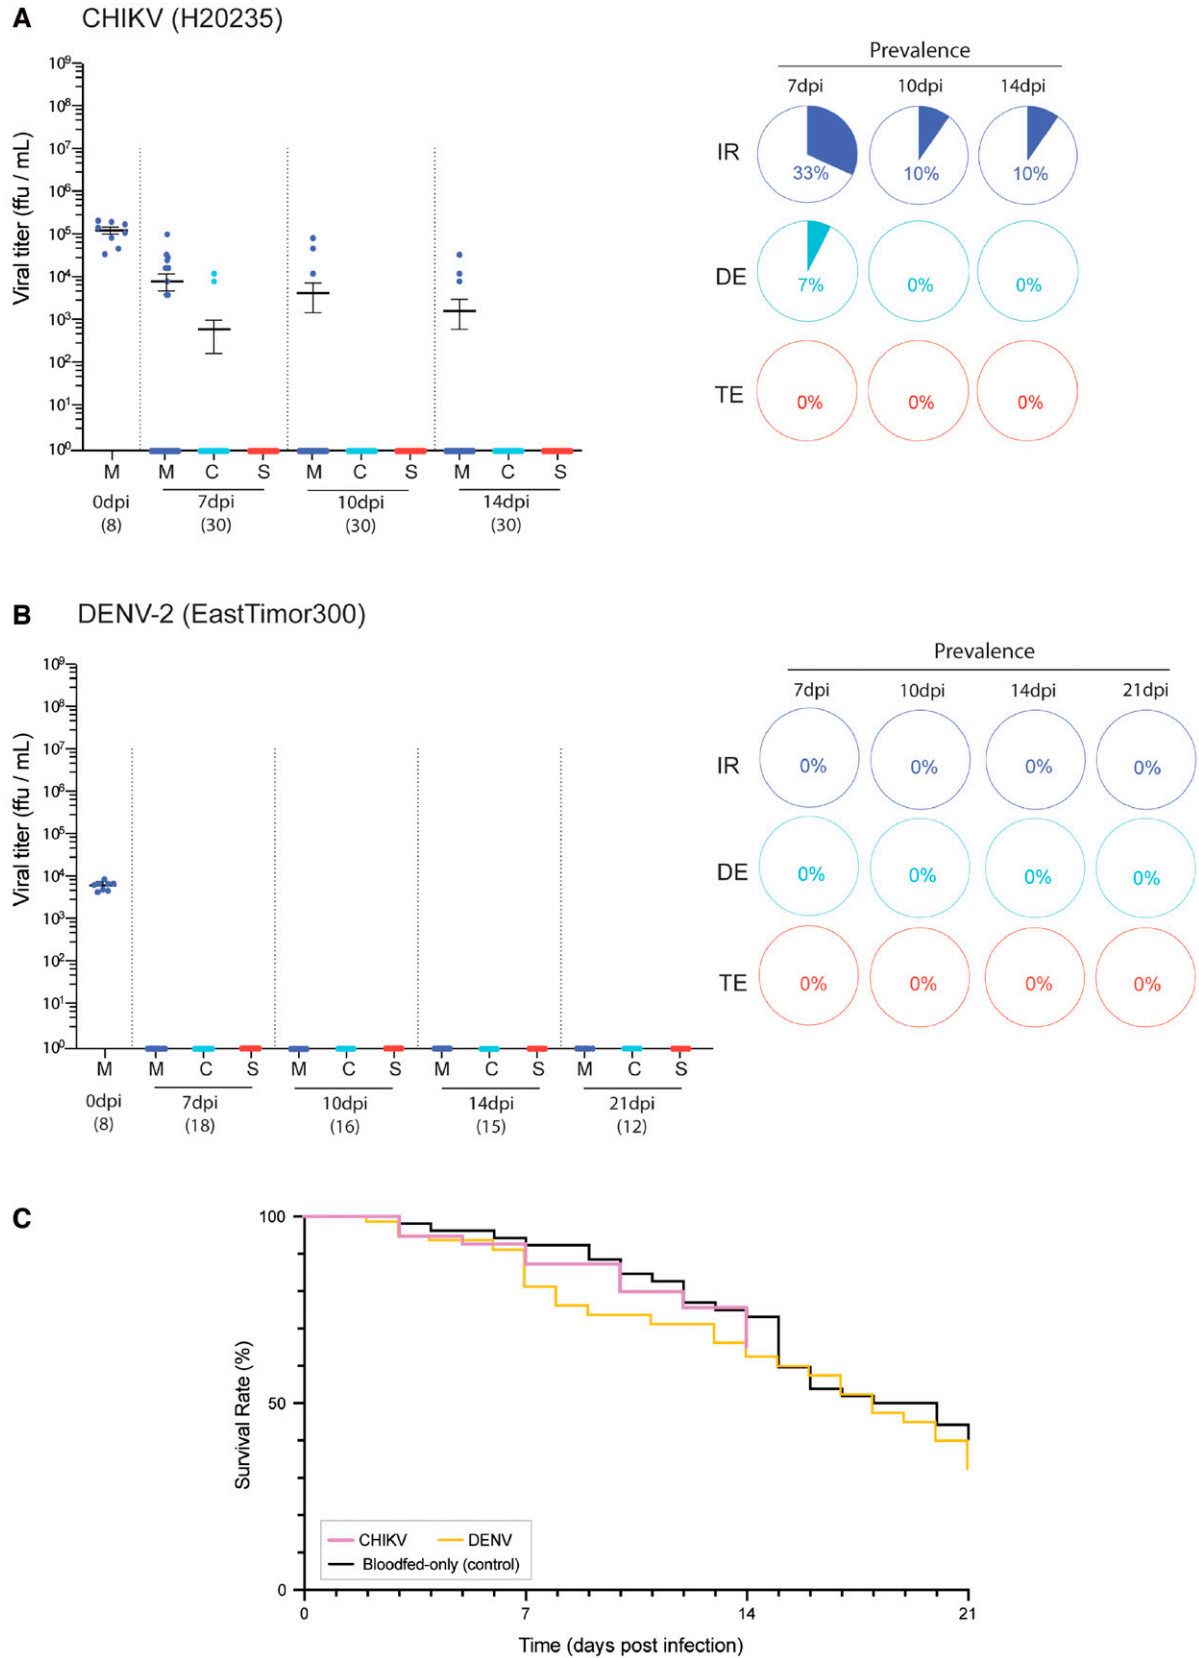 A CHIKV (H20235)
Prevalence
7dpi 10dpi 14dpi
Viral titer (ffu / mL)
10⁹
10⁸
10⁷
10⁶
10⁵
10⁴
10³
10²
10¹
10⁰
M M C S M C S M C S
0dpi 7dpi 10dpi 14dpi
(8) (30) (30) (30)
IR 33% 10% 10%
DE 7% 0% 0%
TE 0% 0% 0%
B DENV-2 (EastTimor300)
Prevalence
7dpi 10dpi 14dpi 21dpi
Viral titer (ffu / mL)
10⁹
10⁸
10⁷
10⁶
10⁵
10⁴
10³
10²
10¹
10⁰
M M C S M C S M C S M C S
0dpi 7dpi 10dpi 14dpi 21dpi
(8) (18) (16) (15) (12)
IR 0% 0% 0% 0%
DE 0% 0% 0% 0%
TE 0% 0% 0% 0%
C
Survival Rate (%)
100
50
0
CHIKV DENV
Bloodfed-only (control)
0 7 14 21
Time (days post infection)